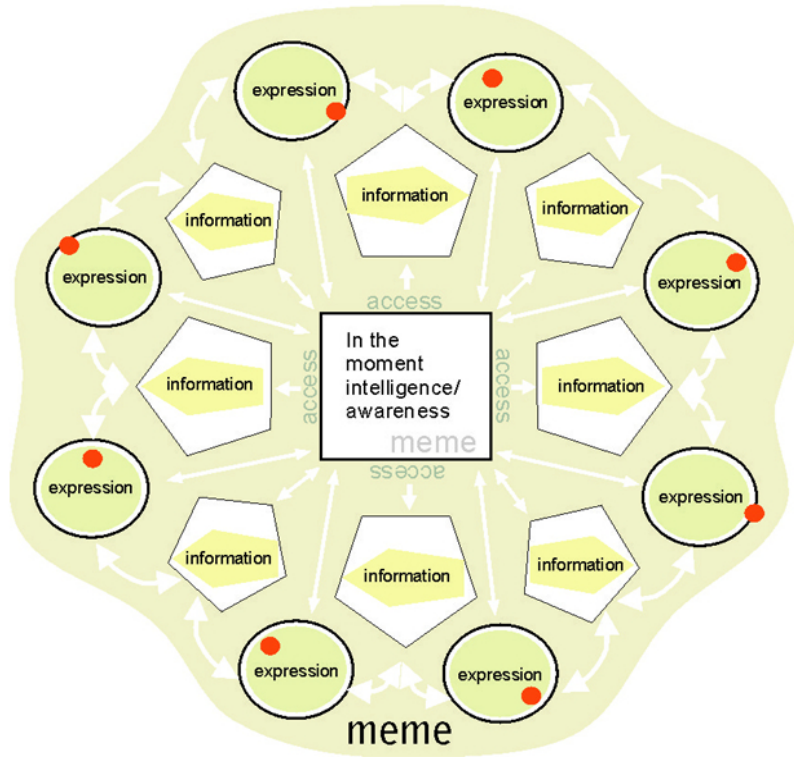 expression
expression
information
information
information
expression
expression
access
In the
moment
intelligence/
awareness
meme
access
access
access
information
information
expression
expression
information
information
information
expression
expression
meme